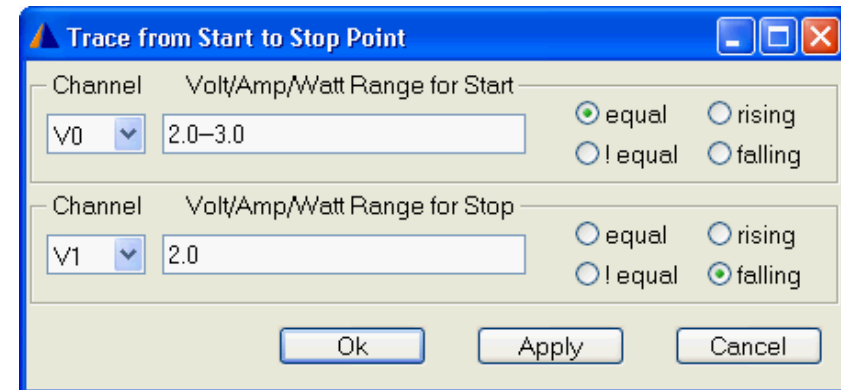 Trace from Start to Stop Point
Channel Volt/Amp/Watt Range for Start
V0 2.0–3.0
equal rising
! equal falling
Channel Volt/Amp/Watt Range for Stop
V1 2.0
equal rising
! equal falling
Ok Apply Cancel